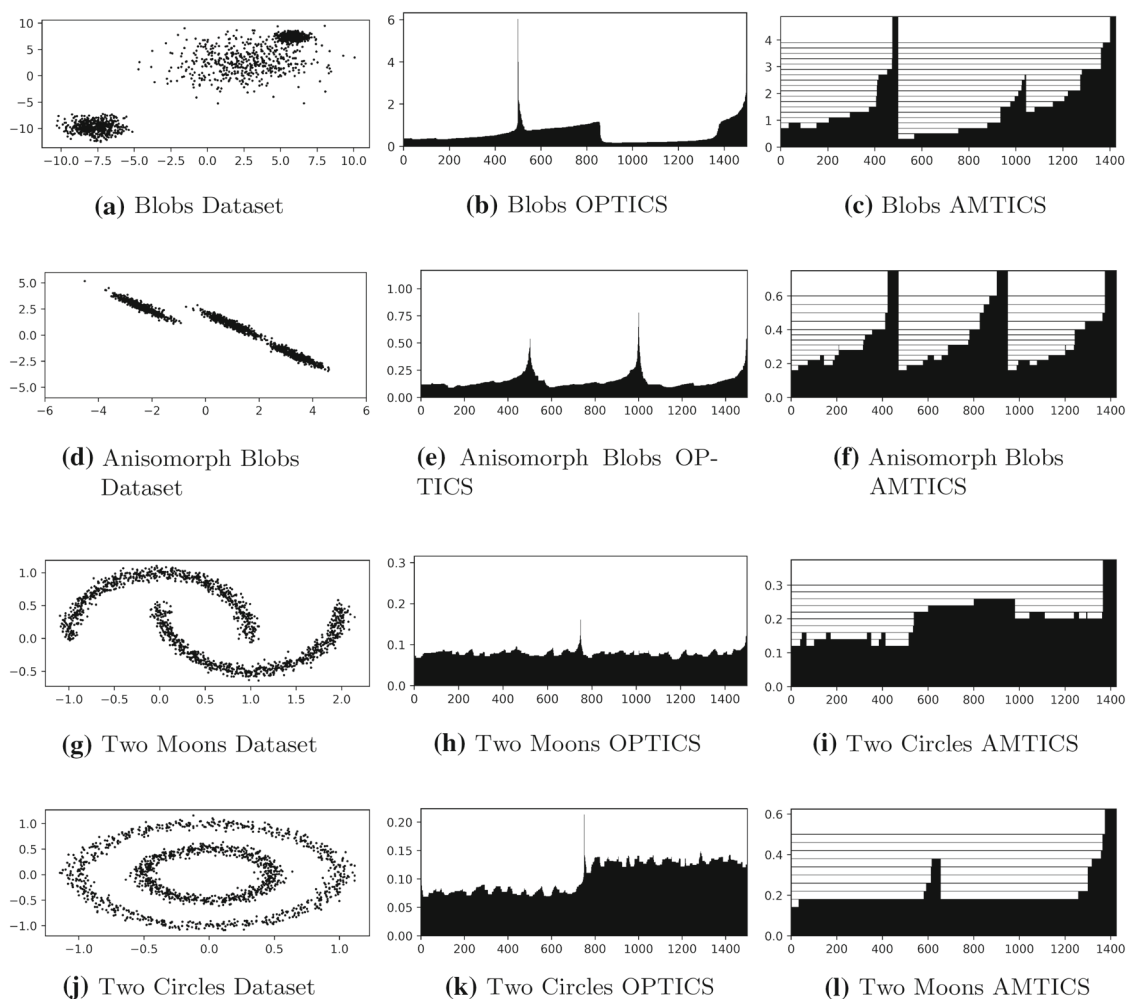 10
5
0
−5
−10
−10.0 −7.5 −5.0 −2.5 0.0 2.5 5.0 7.5 10.0
(a) Blobs Dataset
6
4
2
0
0 200 400 600 800 1000 1200 1400
(b) Blobs OPTICS
4
3
2
1
0
0 200 400 600 800 1000 1200 1400
(c) Blobs AMTICS
5.0
2.5
0.0
−2.5
−5.0
−6 −4 −2 0 2 4 6
(d) Anisomorph Blobs
Dataset
1.00
0.75
0.50
0.25
0.00
0 200 400 600 800 1000 1200 1400
(e) Anisomorph Blobs OP-
TICS
0.6
0.4
0.2
0.0
0 200 400 600 800 1000 1200 1400
(f) Anisomorph Blobs
AMTICS
1.0
0.5
0.0
−0.5
−1.0 −0.5 0.0 0.5 1.0 1.5 2.0
(g) Two Moons Dataset
0.3
0.2
0.1
0.0
0 200 400 600 800 1000 1200 1400
(h) Two Moons OPTICS
0.3
0.2
0.1
0.0
0 200 400 600 800 1000 1200 1400
(i) Two Circles AMTICS
1.0
0.5
0.0
−0.5
−1.0
−1.0 −0.5 0.0 0.5 1.0
(j) Two Circles Dataset
0.20
0.15
0.10
0.05
0.00
0 200 400 600 800 1000 1200 1400
(k) Two Circles OPTICS
0.6
0.4
0.2
0.0
0 200 400 600 800 1000 1200 1400
(l) Two Moons AMTICS